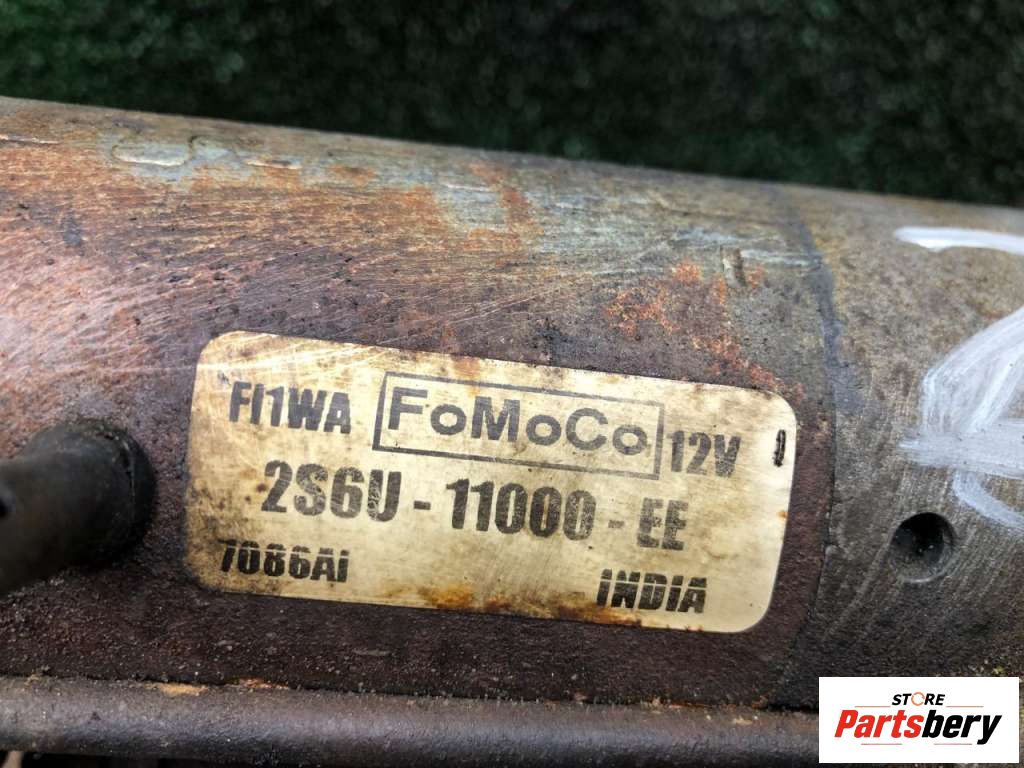 FI1WA FoMoCo 12V
2S6U - 11000 - EE
7086AI
INDIA
STORE
Partsbery